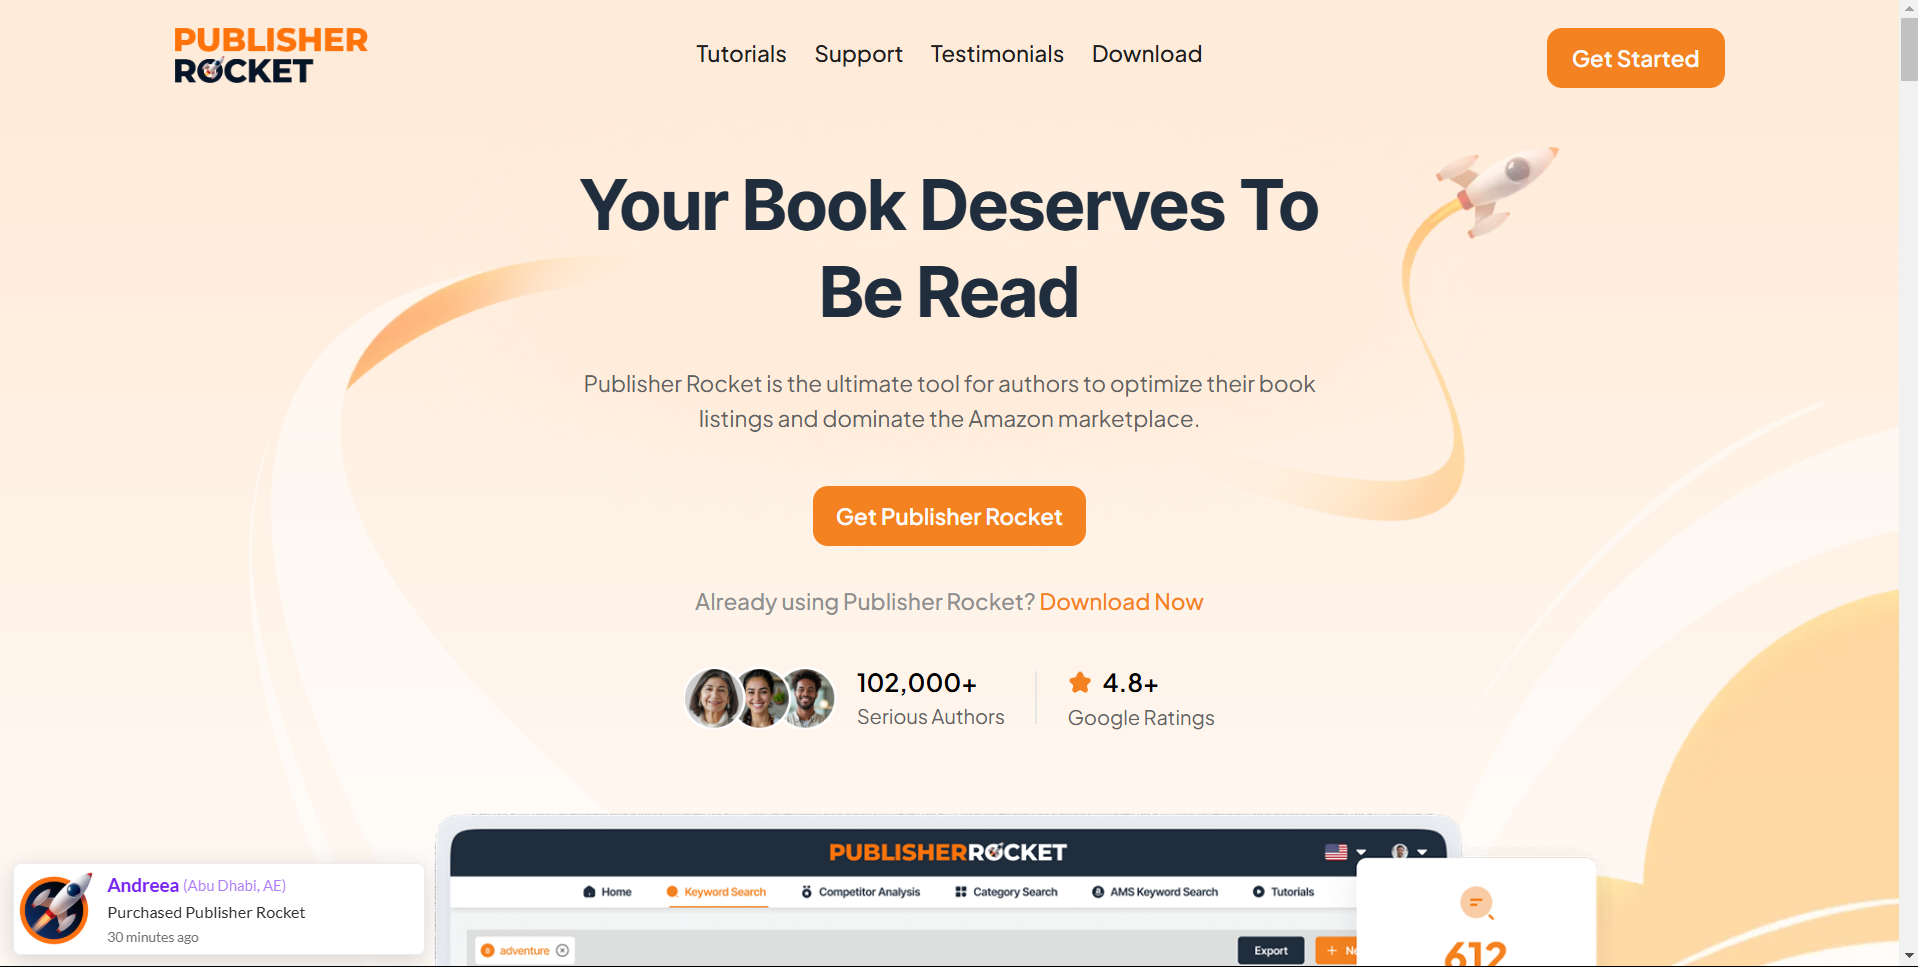 PUBLISHER
ROCKET
Tutorials Support Testimonials Download
Get Started
Your Book Deserves To
Be Read
Publisher Rocket is the ultimate tool for authors to optimize their book
listings and dominate the Amazon marketplace.
Get Publisher Rocket
Already using Publisher Rocket? Download Now
102,000+
Serious Authors
4.8+
Google Ratings
PUBLISHERROCKET
Home Keyword Search Competitor Analysis Category Search AMS Keyword Search Tutorials
adventure
Export
612
Andreea (Abu Dhabi, AE)
Purchased Publisher Rocket
30 minutes ago